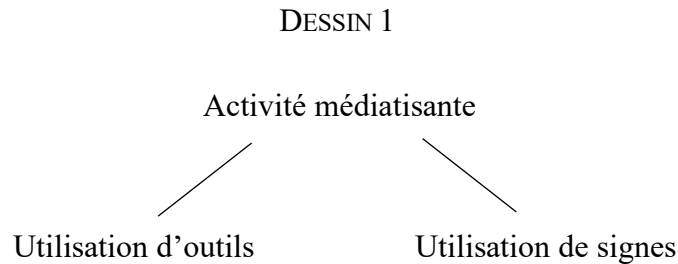 DESSIN 1
Activité médiatisante
Utilisation d’outils
Utilisation de signes